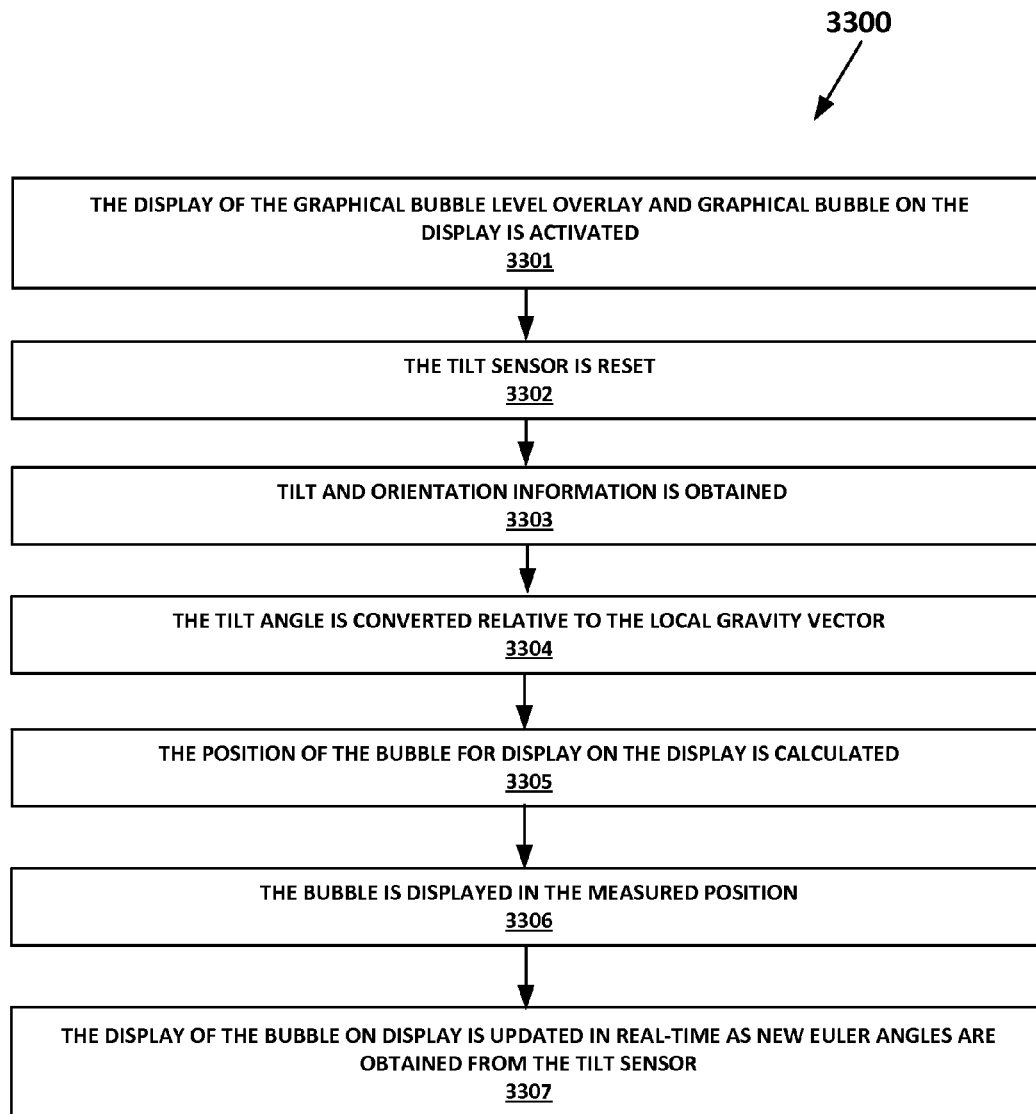 3300
THE DISPLAY OF THE GRAPHICAL BUBBLE LEVEL OVERLAY AND GRAPHICAL BUBBLE ON THE
DISPLAY IS ACTIVATED
3301
THE TILT SENSOR IS RESET
3302
TILT AND ORIENTATION INFORMATION IS OBTAINED
3303
THE TILT ANGLE IS CONVERTED RELATIVE TO THE LOCAL GRAVITY VECTOR
3304
THE POSITION OF THE BUBBLE FOR DISPLAY ON THE DISPLAY IS CALCULATED
3305
THE BUBBLE IS DISPLAYED IN THE MEASURED POSITION
3306
THE DISPLAY OF THE BUBBLE ON DISPLAY IS UPDATED IN REAL-TIME AS NEW EULER ANGLES ARE
OBTAINED FROM THE TILT SENSOR
3307